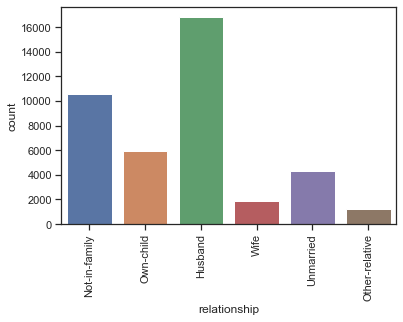 16000
14000
12000
10000
8000
6000
4000
2000
0
count
Not-in-family
Own-child
Husband
Wife
Unmarried
Other-relative
relationship